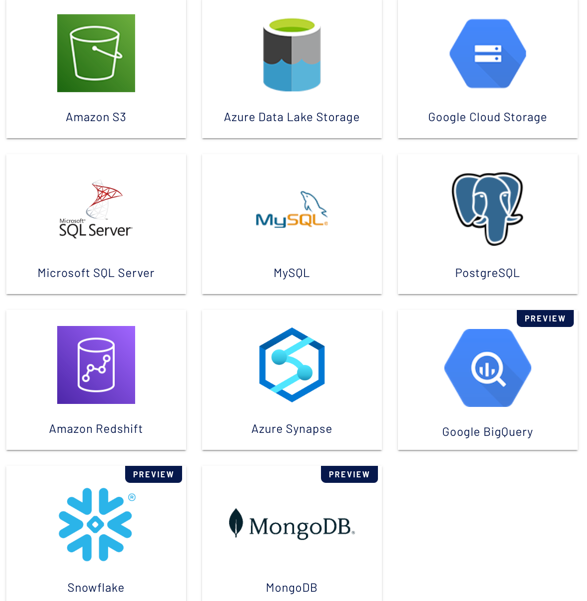 Amazon S3
Azure Data Lake Storage
Google Cloud Storage
Microsoft®
SQL Server®
Microsoft SQL Server
MySQL®
MySQL
PostgreSQL
Amazon Redshift
Azure Synapse
PREVIEW
Google BigQuery
PREVIEW
®
Snowflake
PREVIEW
MongoDB®
MongoDB